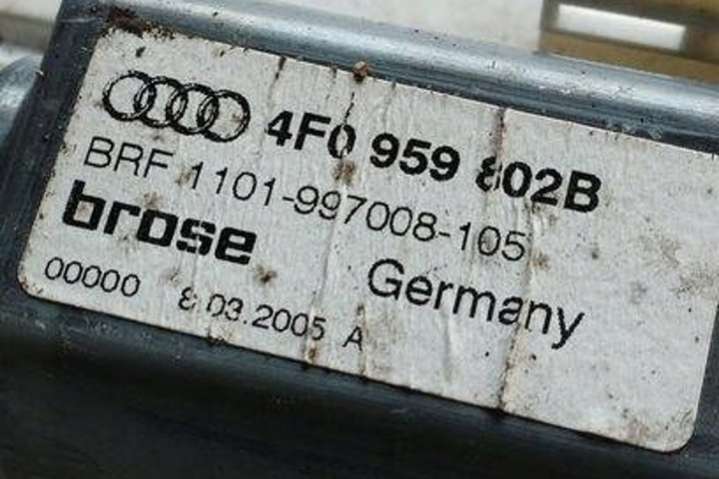 4F0 959 802B
BRF 1101-997008-105
brose
Germany
00000 8.03.2005 A